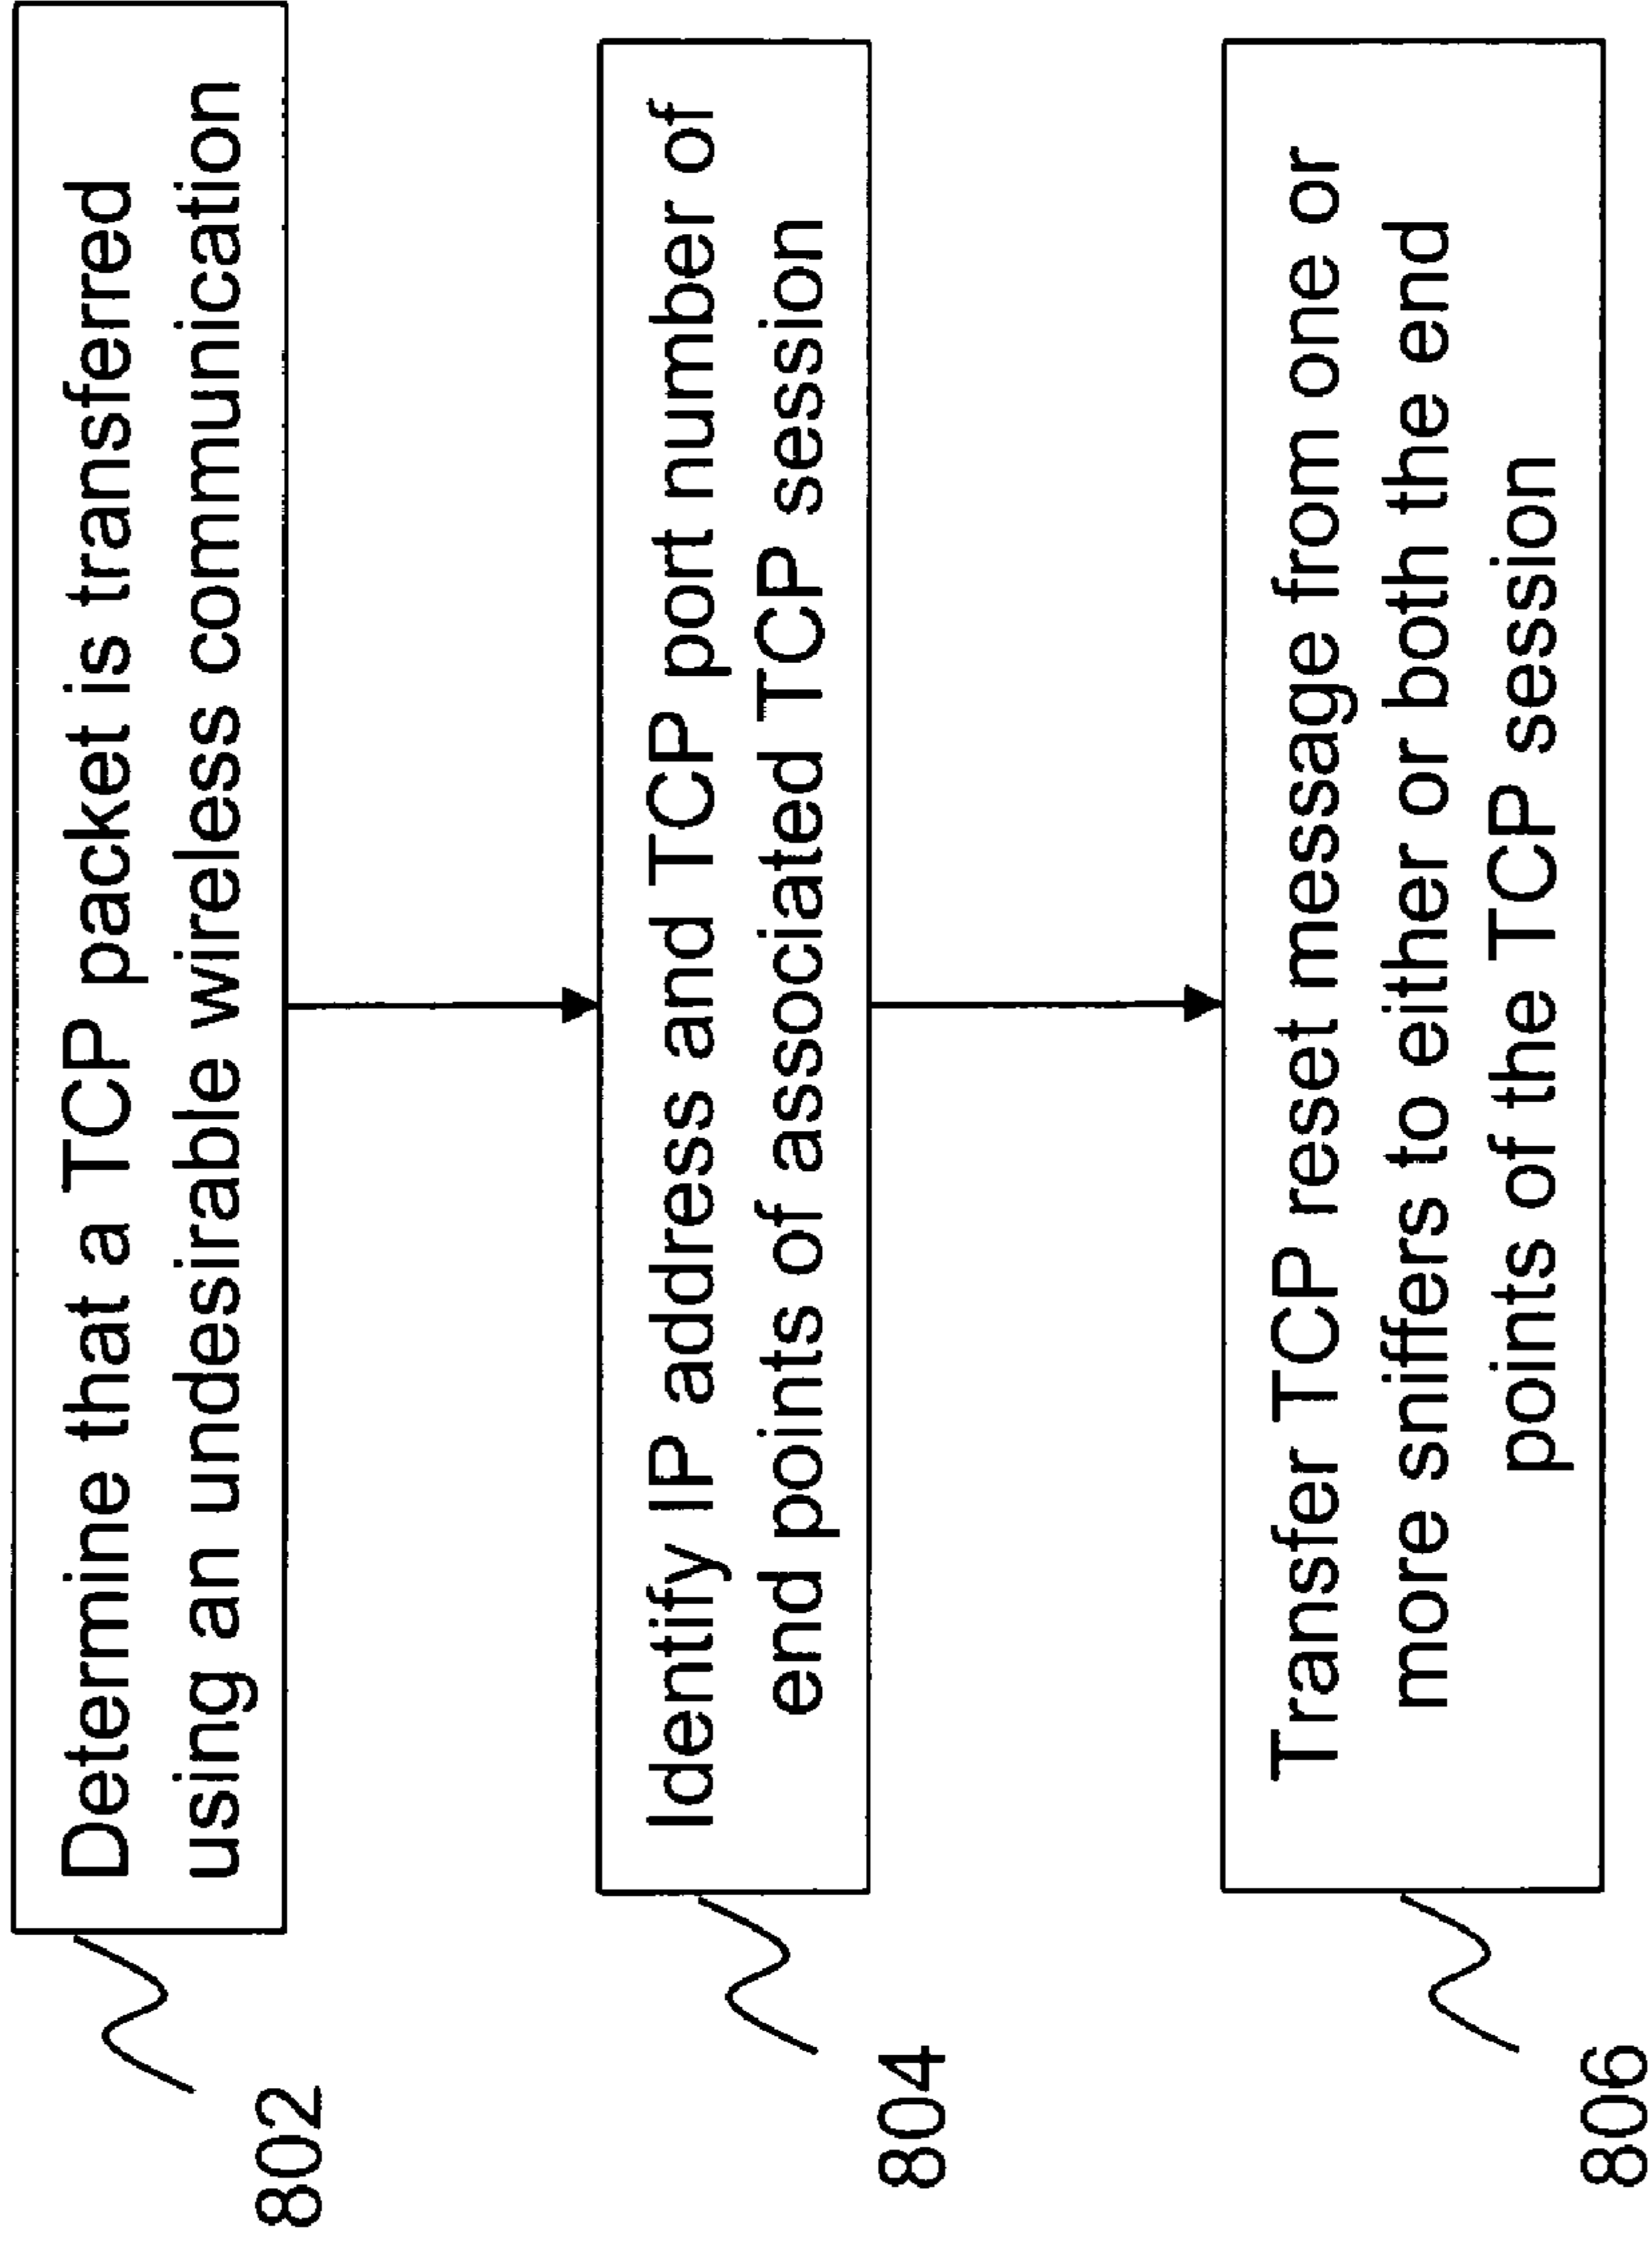 Determine that a TCP packet is transferred
using an undesirable wireless communication
802
Identify IP address and TCP port number of
end points of associated TCP session
804
Transfer TCP reset message from one or
more sniffers to either or both the end
points of the TCP session
806